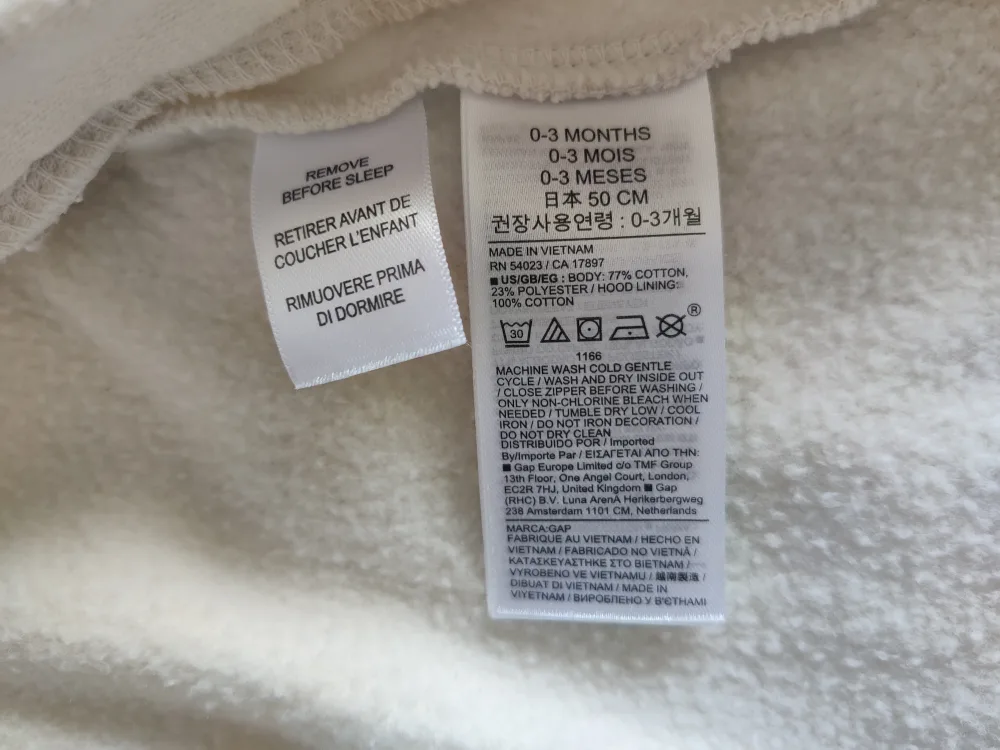 REMOVE
BEFORE SLEEP
RETIRER AVANT DE
COUCHER L'ENFANT
RIMUOVERE PRIMA
DI DORMIRE
0-3 MONTHS
0-3 MOIS
0-3 MESES
日本 50 CM
권장사용연령 : 0-3개월
MADE IN VIETNAM
RN 54023 / CA 17897
■ US/GB/EG : BODY: 77% COTTON,
23% POLYESTER / HOOD LINING:
100% COTTON
30
®
1166
MACHINE WASH COLD GENTLE
CYCLE / WASH AND DRY INSIDE OUT
/ CLOSE ZIPPER BEFORE WASHING /
ONLY NON-CHLORINE BLEACH WHEN
NEEDED / TUMBLE DRY LOW / COOL
IRON / DO NOT IRON DECORATION /
DO NOT DRY CLEAN
DISTRIBUIDO POR / Imported
By/Importe Par / ΕΙΣΑΓΕΤΑΙ ΑΠΟ ΤΗΝ:
■ Gap Europe Limited c/o TMF Group
13th Floor, One Angel Court, London,
EC2R 7HJ, United Kingdom ■ Gap
(RHC) B.V. Luna ArenA Herikerbergweg
238 Amsterdam 1101 CM, Netherlands
MARCA:GAP
FABRIQUE AU VIETNAM / HECHO EN
VIETNAM / FABRICADO NO VIETNÃ /
ΚΑΤΑΣΚΕΥΑΣΤΗΚΕ ΣΤΟ ΒΙΕΤΝΑΜ /
VYROBENO VE VIETNAMU / 越南製造 /
DIBUAT DI VIETNAM / MADE IN
VIYETNAM / ВИРОБЛЕНО У В'ЄТНАМІ